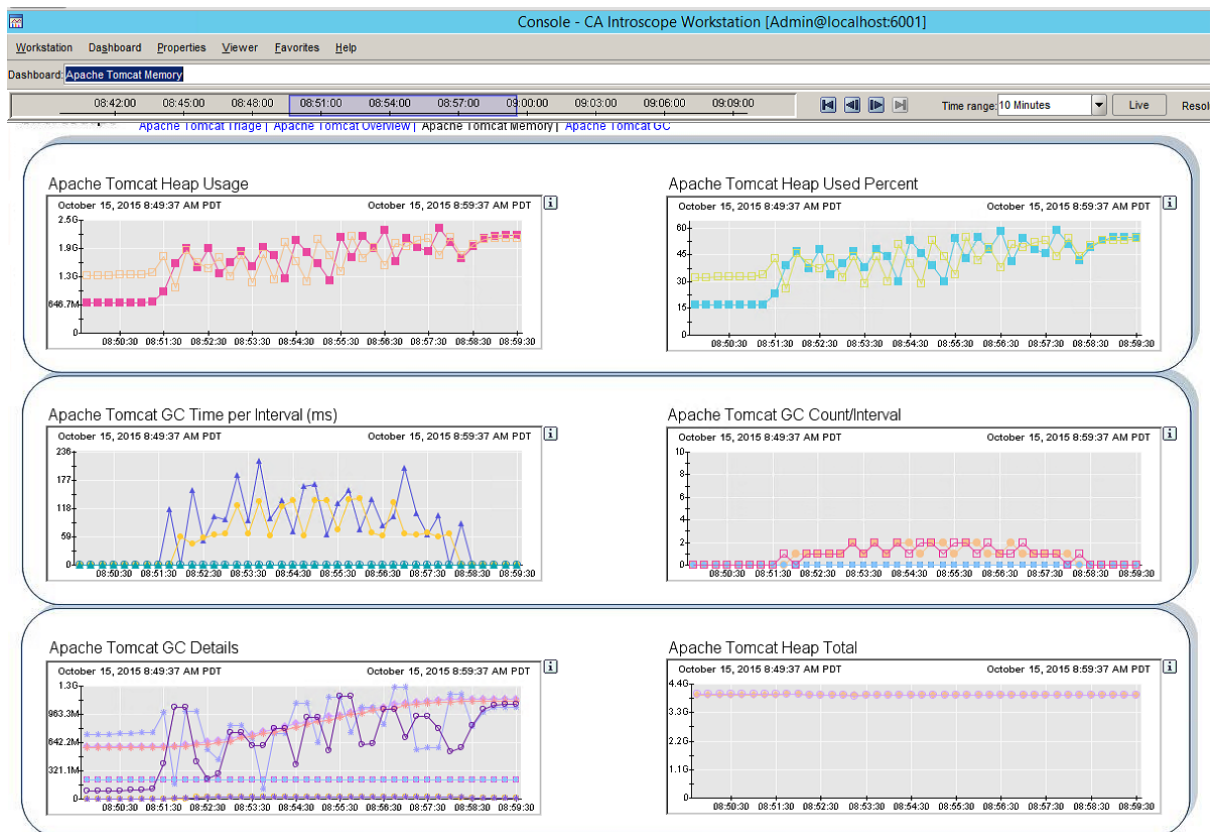 Console - CA Introscope Workstation [Admin@localhost:6001]
Workstation Dashboard Properties Viewer Favorites Help
Dashboard: Apache Tomcat Memory
08:42:00 08:45:00 08:48:00 08:51:00 08:54:00 08:57:00 09:00:00 09:03:00 09:06:00 09:09:00 Time range: 10 Minutes Live Resol
Apache Tomcat Triage | Apache Tomcat Overview | Apache Tomcat Memory | Apache Tomcat GC
Apache Tomcat Heap Usage
October 15, 2015 8:49:37 AM PDT October 15, 2015 8:59:37 AM PDT
2.5G
1.9G
1.3G
646.7M
0
08:50:30 08:51:30 08:52:30 08:53:30 08:54:30 08:55:30 08:56:30 08:57:30 08:58:30 08:59:30
Apache Tomcat Heap Used Percent
October 15, 2015 8:49:37 AM PDT October 15, 2015 8:59:37 AM PDT
60
45
30
15
0
08:50:30 08:51:30 08:52:30 08:53:30 08:54:30 08:55:30 08:56:30 08:57:30 08:58:30 08:59:30
Apache Tomcat GC Time per Interval (ms)
October 15, 2015 8:49:37 AM PDT October 15, 2015 8:59:37 AM PDT
236
177
118
59
0
08:50:30 08:51:30 08:52:30 08:53:30 08:54:30 08:55:30 08:56:30 08:57:30 08:58:30 08:59:30
Apache Tomcat GC Count/Interval
October 15, 2015 8:49:37 AM PDT October 15, 2015 8:59:37 AM PDT
10
8
6
4
2
0
08:50:30 08:51:30 08:52:30 08:53:30 08:54:30 08:55:30 08:56:30 08:57:30 08:58:30 08:59:30
Apache Tomcat GC Details
October 15, 2015 8:49:37 AM PDT October 15, 2015 8:59:37 AM PDT
1.3G
963.3M
642.2M
321.1M
0
08:50:30 08:51:30 08:52:30 08:53:30 08:54:30 08:55:30 08:56:30 08:57:30 08:58:30 08:59:30
Apache Tomcat Heap Total
October 15, 2015 8:49:37 AM PDT October 15, 2015 8:59:37 AM PDT
4.4G
3.3G
2.2G
1.1G
0
08:50:30 08:51:30 08:52:30 08:53:30 08:54:30 08:55:30 08:56:30 08:57:30 08:58:30 08:59:30